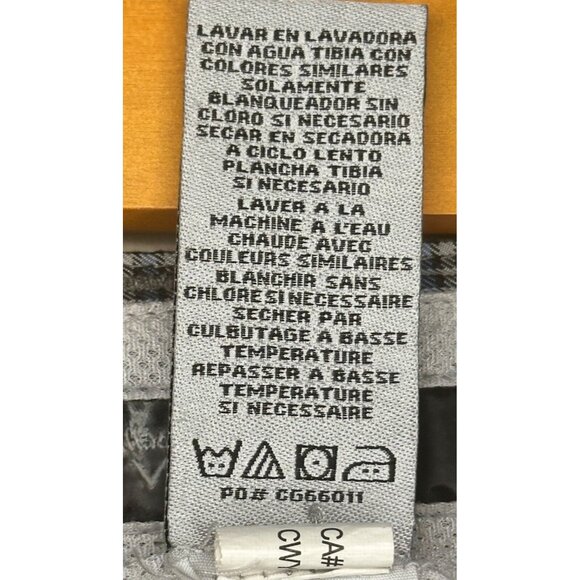 LAVAR EN LAVADORA
CON AGUA TIBIA CON
COLORES SIMILARES
SOLAMENTE
BLANQUEADOR SIN
CLORO SI NECESARIO
SECAR EN SECADORA
A CICLO LENTO
PLANCHA TIBIA
SI NECESARIO
LAVER A LA
MACHINE A L'EAU
CHAUDE AVEC
COULEURS SIMILAIRES
BLANCHIR SANS
CHLORE SI NECESSAIRE
SECHER PAR
CULBUTAGE A BASSE
TEMPERATURE
REPASSER A BASSE
TEMPERATURE
SI NECESSAIRE
PO# CG66011
CA#
CW